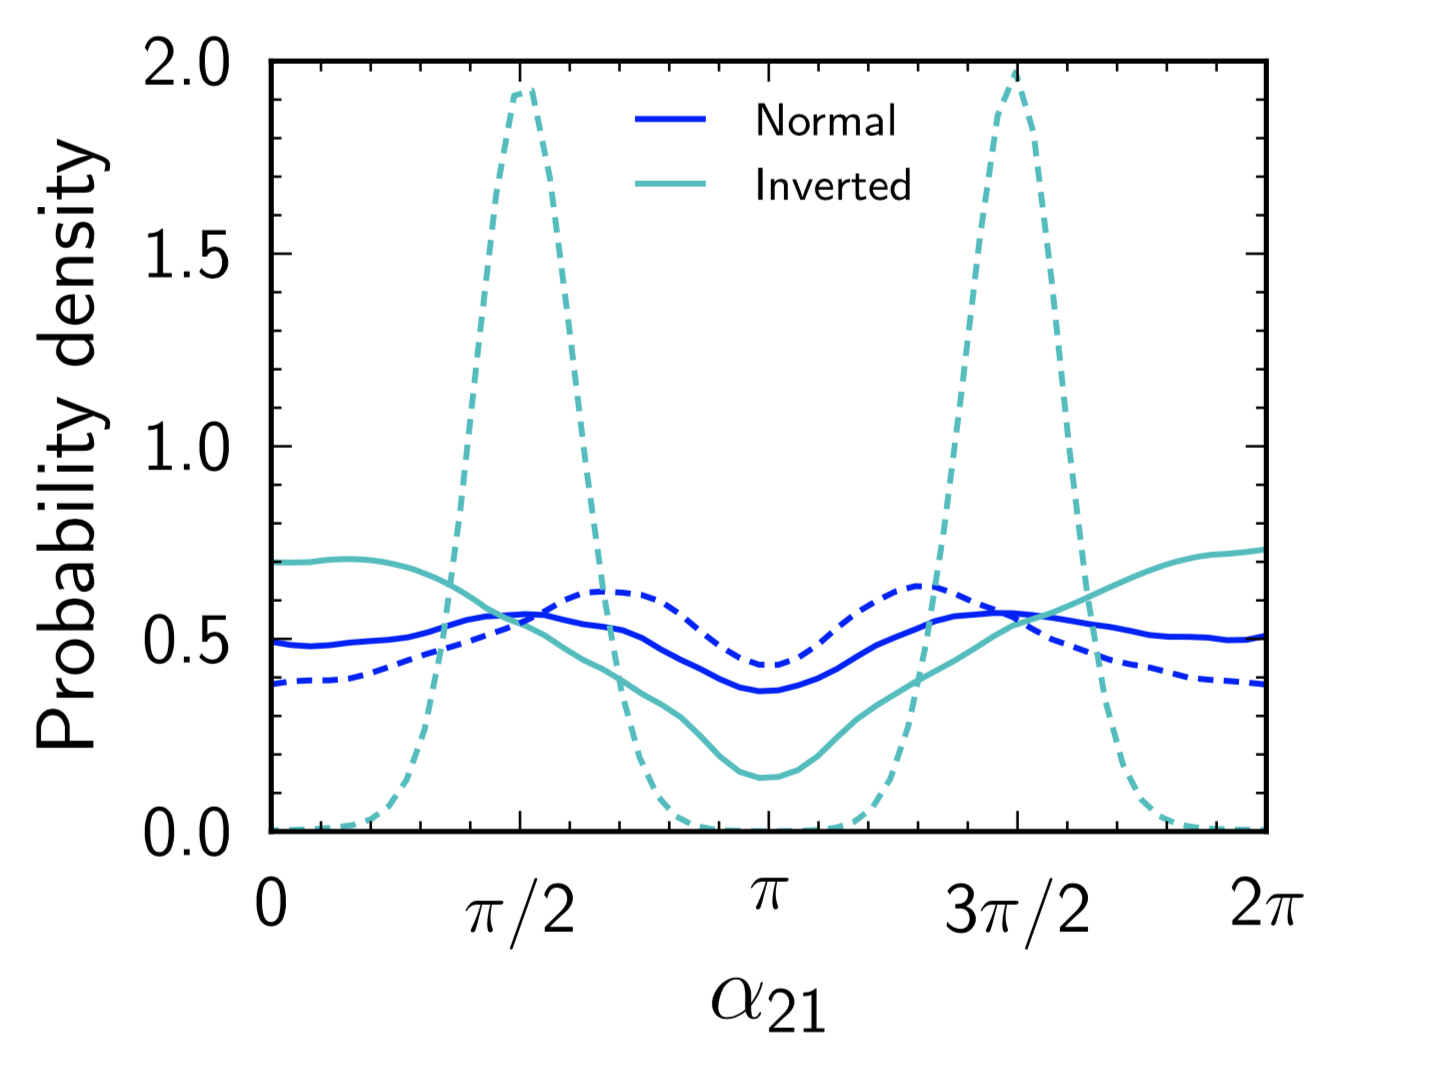 Probability density
2.0
1.5
1.0
0.5
0.0
Normal
Inverted
0 π/2 π 3π/2 2π
α₂₁